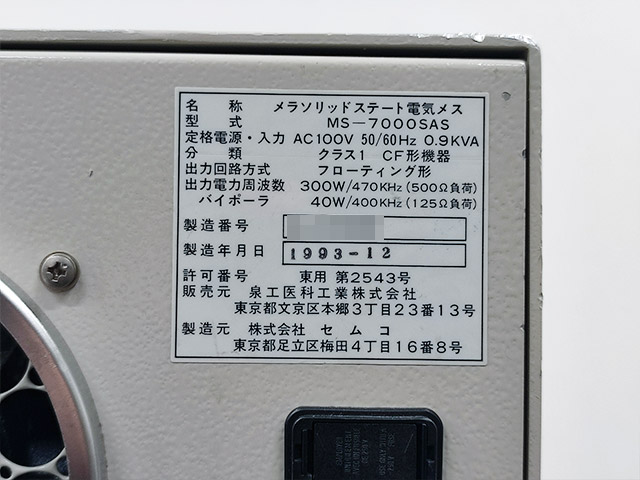 名称 メラソリッドステート電気メス
型式 MS-7000SAS
定格電源・入力 AC100V 50/60Hz 0.9KVA
分類 クラス1 CF形機器
出力回路方式 フローティング形
出力電力周波数 300W/470KHz (500Ω負荷)
バイポーラ 40W/400KHz (125Ω負荷)
製造番号
製造年月日 1993-12
許可番号 東用 第2543号
販売元 泉工医科工業株式会社
東京都文京区本郷3丁目23番13号
製造元 株式会社 セムコ
東京都足立区梅田4丁目16番8号